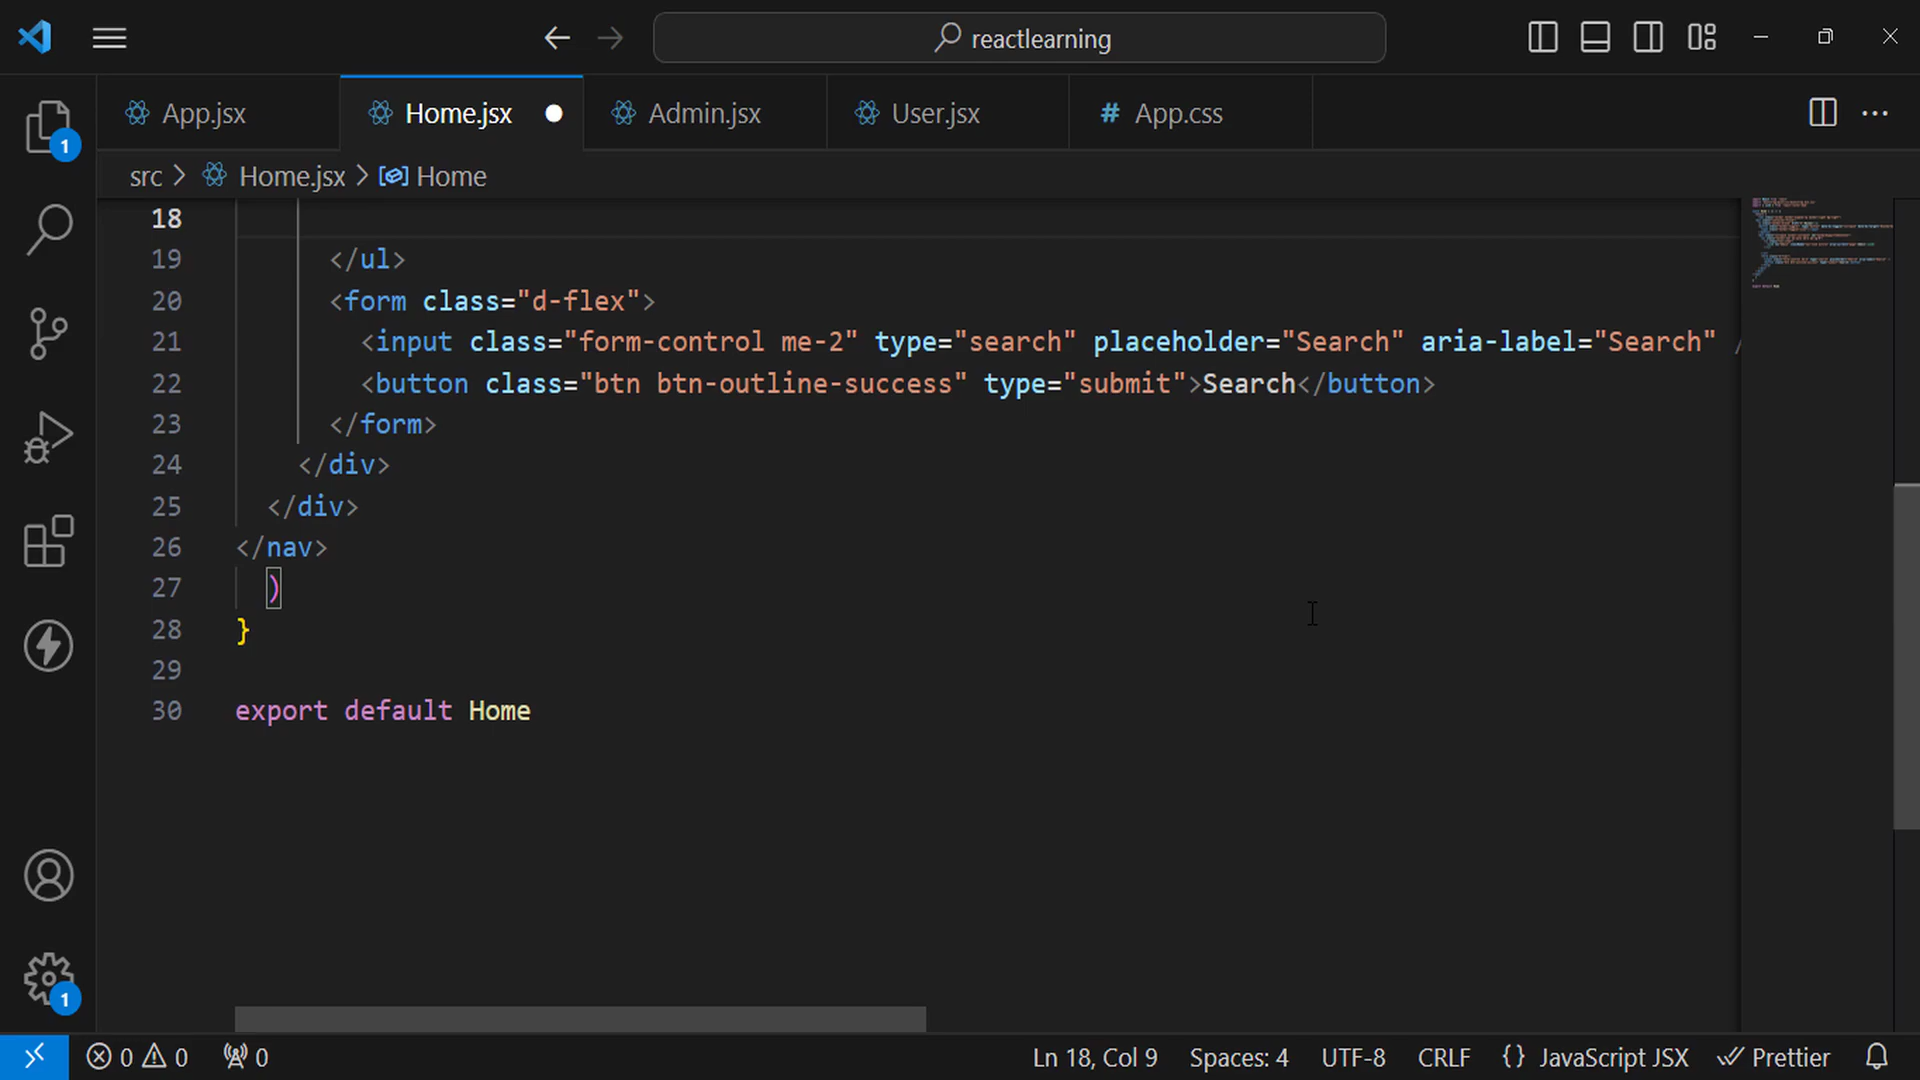 reactlearning
App.jsx Home.jsx Admin.jsx User.jsx # App.css
1
src > Home.jsx > Home
18
19 </ul>
20 <form class="d-flex">
21 <input class="form-control me-2" type="search" placeholder="Search" aria-label="Search" /
22 <button class="btn btn-outline-success" type="submit">Search</button>
23 </form>
24 </div>
25 </div>
26 </nav>
27 )
28 }
29
30 export default Home
1
0 0 0 Ln 18, Col 9 Spaces: 4 UTF-8 CRLF {} JavaScript JSX Prettier